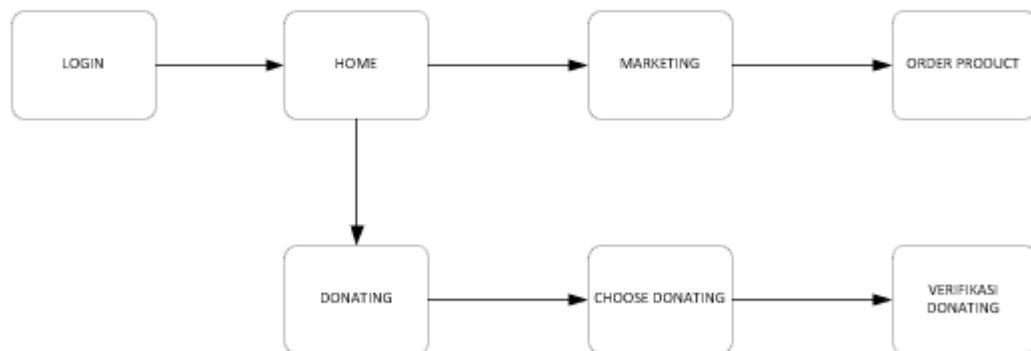 LOGIN
HOME
MARKETING
ORDER PRODUCT
DONATING
CHOOSE DONATING
VERIFIKASI
DONATING